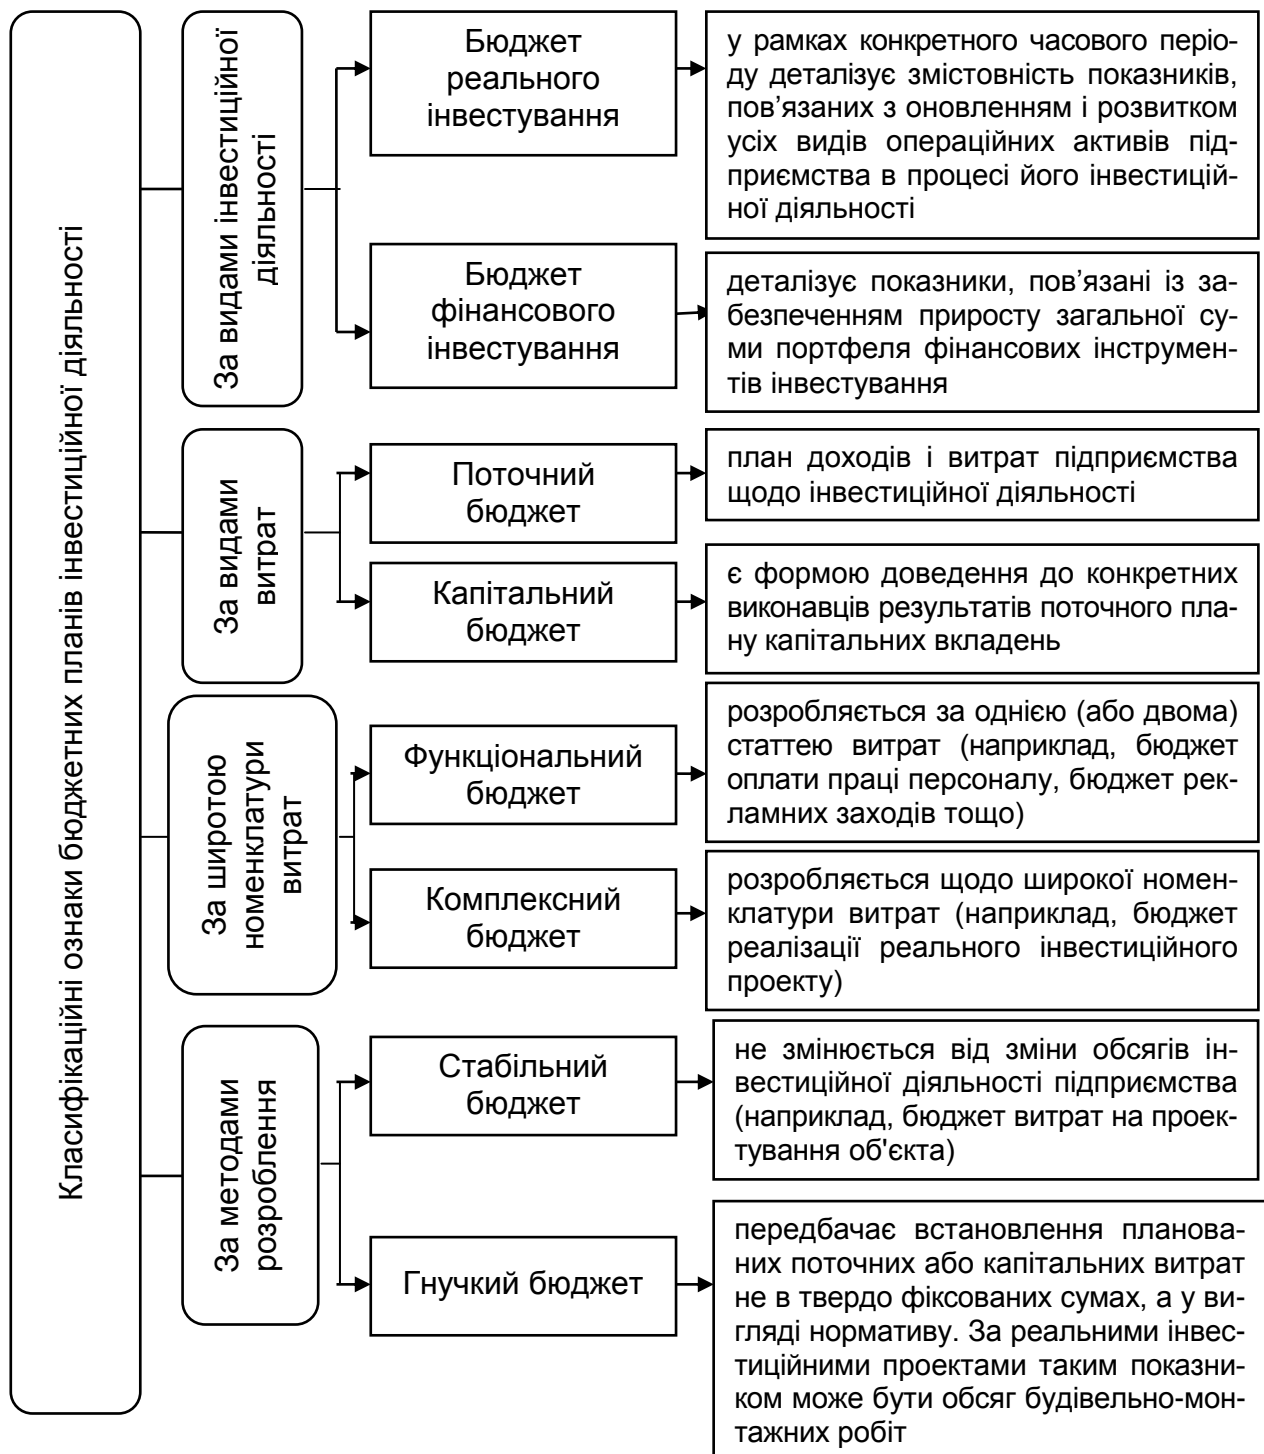 Класифікаційні ознаки бюджетних планів інвестиційної діяльності
За видами інвестиційної
діяльності
Бюджет
реального
інвестування
у рамках конкретного часового періо-
ду деталізує змістовність показників,
пов’язаних з оновленням і розвитком
усіх видів операційних активів під-
приємства в процесі його інвестицій-
ної діяльності
Бюджет
фінансового
інвестування
деталізує показники, пов’язані із за-
безпеченням приросту загальної су-
ми портфеля фінансових інструмен-
тів інвестування
За видами
витрат
Поточний
бюджет
план доходів і витрат підприємства
щодо інвестиційної діяльності
Капітальний
бюджет
є формою доведення до конкретних
виконавців результатів поточного пла-
ну капітальних вкладень
За широтою
номенклатури
витрат
Функціональний
бюджет
розробляється за однією (або двома)
статтею витрат (наприклад, бюджет
оплати праці персоналу, бюджет рек-
ламних заходів тощо)
Комплексний
бюджет
розробляється щодо широкої номен-
клатури витрат (наприклад, бюджет
реалізації реального інвестиційного
проекту)
За методами
розроблення
Стабільний
бюджет
не змінюється від зміни обсягів ін-
вестиційної діяльності підприємства
(наприклад, бюджет витрат на проек-
тування об'єкта)
Гнучкий бюджет
передбачає встановлення планова-
них поточних або капітальних витрат
не в твердо фіксованих сумах, а у ви-
гляді нормативу. За реальними інвес-
тиційними проектами таким показни-
ком може бути обсяг будівельно-мон-
тажних робіт